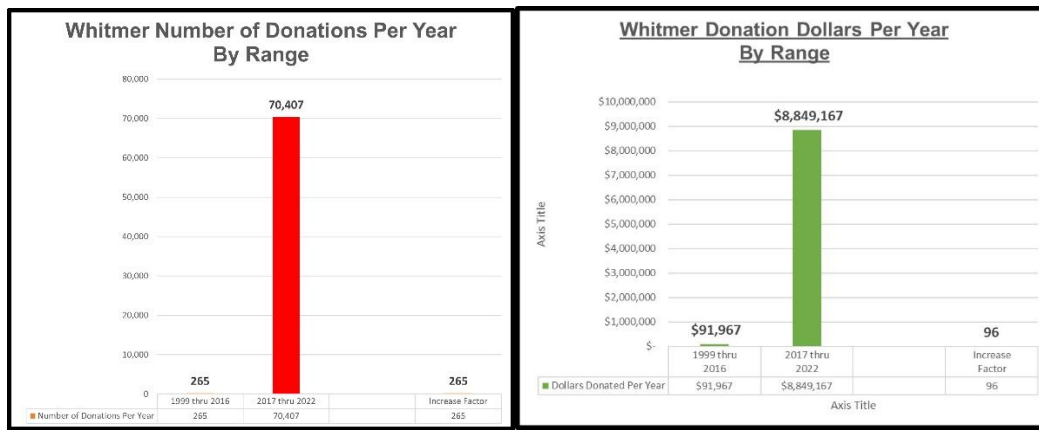 Whitmer Number of Donations Per Year
By Range
80,000
70,407
70,000
60,000
50,000
40,000
30,000
20,000
10,000
265
265
0
1999 thru 2016 2017 thru 2022 Increase Factor
Number of Donations Per Year 265 70,407 265
Whitmer Donation Dollars Per Year
By Range
$10,000,000
$8,849,167
$9,000,000
$8,000,000
$7,000,000
$6,000,000
$5,000,000
$4,000,000
$3,000,000
$2,000,000
$1,000,000
$91,967
96
$-
Axis Title
1999 thru 2017 thru Increase
2016 2022 Factor
Dollars Donated Per Year $91,967 $8,849,167 96
Axis Title